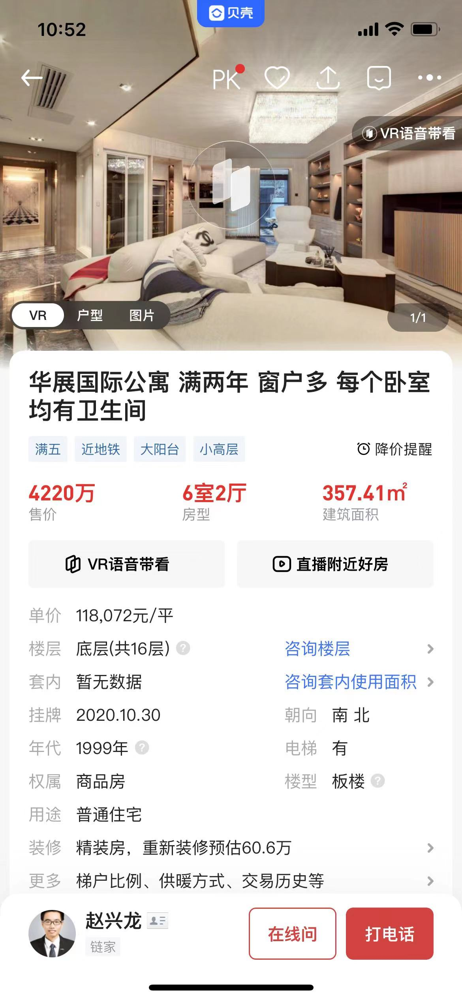 贝壳
10:52
PK
VR语音带看
VR 户型 图片
1/1
华展国际公寓 满两年 窗户多 每个卧室
均有卫生间
满五 近地铁 大阳台 小高层 降价提醒
4220万 6室2厅 357.41㎡
售价 房型 建筑面积
VR语音带看 直播附近好房
单价 118,072元/平
楼层 底层(共16层) ? 咨询楼层
套内 暂无数据 咨询套内使用面积
挂牌 2020.10.30 朝向 南 北
年代 1999年 ? 电梯 有
权属 商品房 楼型 板楼 ?
用途 普通住宅
装修 精装房，重新装修预估60.6万
更多 梯户比例、供暖方式、交易历史等
赵兴龙
链家
在线问 打电话